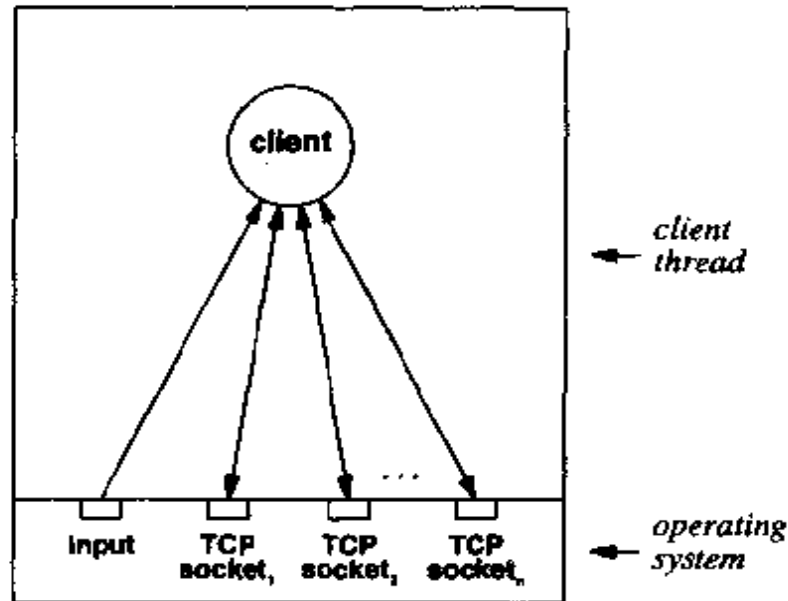 client
client
thread
...
input
TCP
socket₁
TCP
socket₂
TCP
socketₙ
operating
system